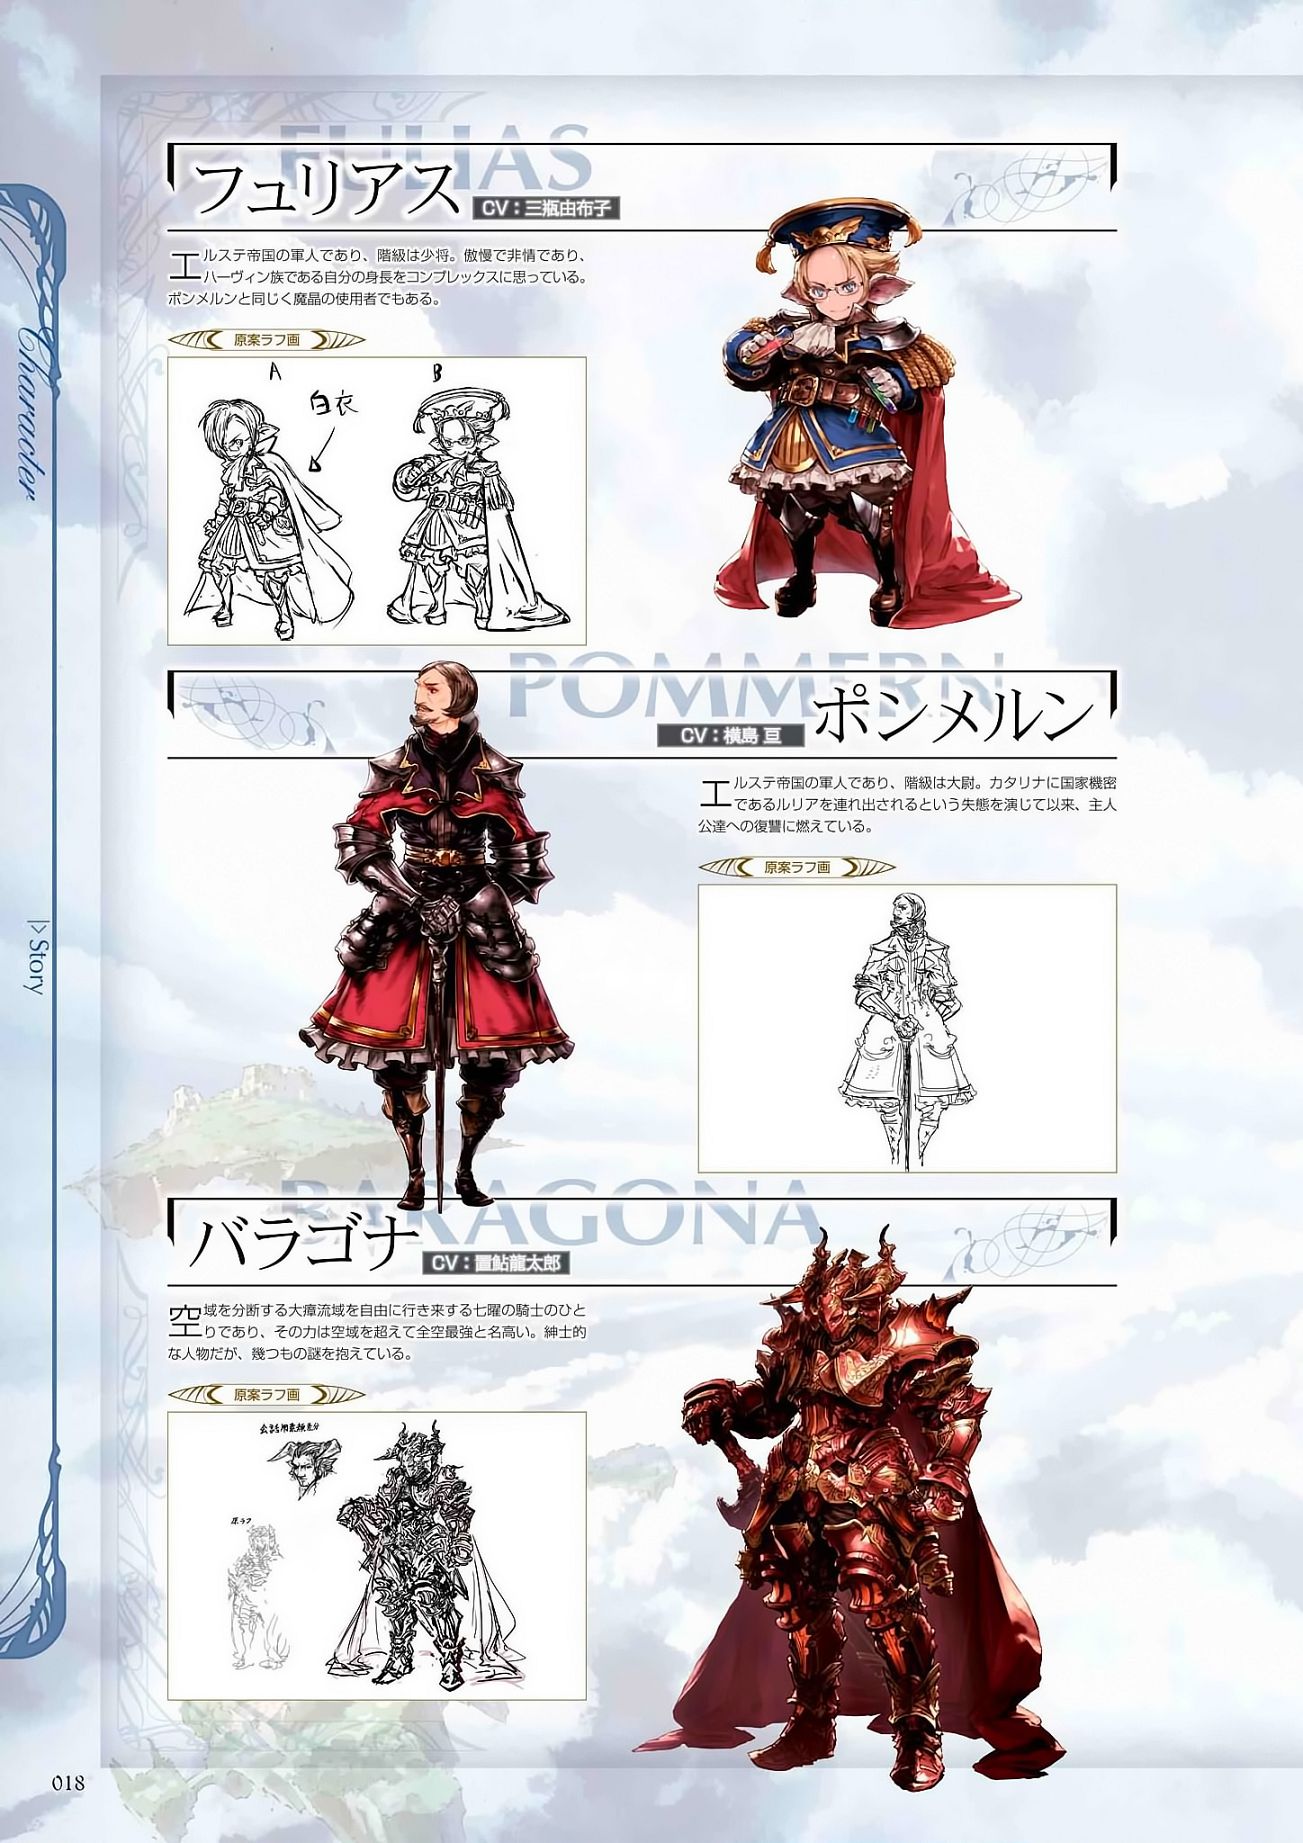 FULIAS
フュリアス
CV：三瓶由布子
エルステ帝国の軍人であり、階級は少将。傲慢で非情であり、
ハーヴィン族である自分の身長をコンプレックスに思っている。
ポンメルンと同じく魔晶の使用者でもある。
原案ラフ画
A
B
白衣
POMMERN
ポンメルン
CV：横島 亘
エルステ帝国の軍人であり、階級は大尉。カタリナに国家機密
であるルリアを連れ出されるという失態を演じて以来、主人
公達への復讐に燃えている。
原案ラフ画
BARAGONA
バラゴナ
CV：置鮎龍太郎
空域を分断する大瘴流域を自由に行き来する七曜の騎士のひと
りであり、その力は空域を超えて全空最強と名高い。紳士的
な人物だが、幾つもの謎を抱えている。
原案ラフ画
会話用素顔差分
原ラフ
Character
Story
018